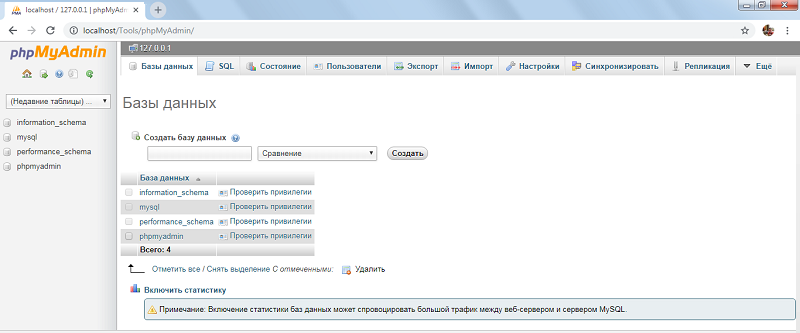 localhost / 127.0.0.1 | phpMyAd
localhost/Tools/phpMyAdmin/
phpMyAdmin
127.0.0.1
Базы данных SQL Состояние Пользователи Экспорт Импорт Настройки Синхронизировать Репликация Ещё
(Недавние таблицы) ...
information_schema
mysql
performance_schema
phpmyadmin
Базы данных
Создать базу данных
Сравнение Создать
База данных
information_schema Проверить привилегии
mysql Проверить привилегии
performance_schema Проверить привилегии
phpmyadmin Проверить привилегии
Всего: 4
Отметить все / Снять выделение С отмеченными: Удалить
Включить статистику
Примечание: Включение статистики баз данных может спровоцировать большой трафик между веб-сервером и сервером MySQL.